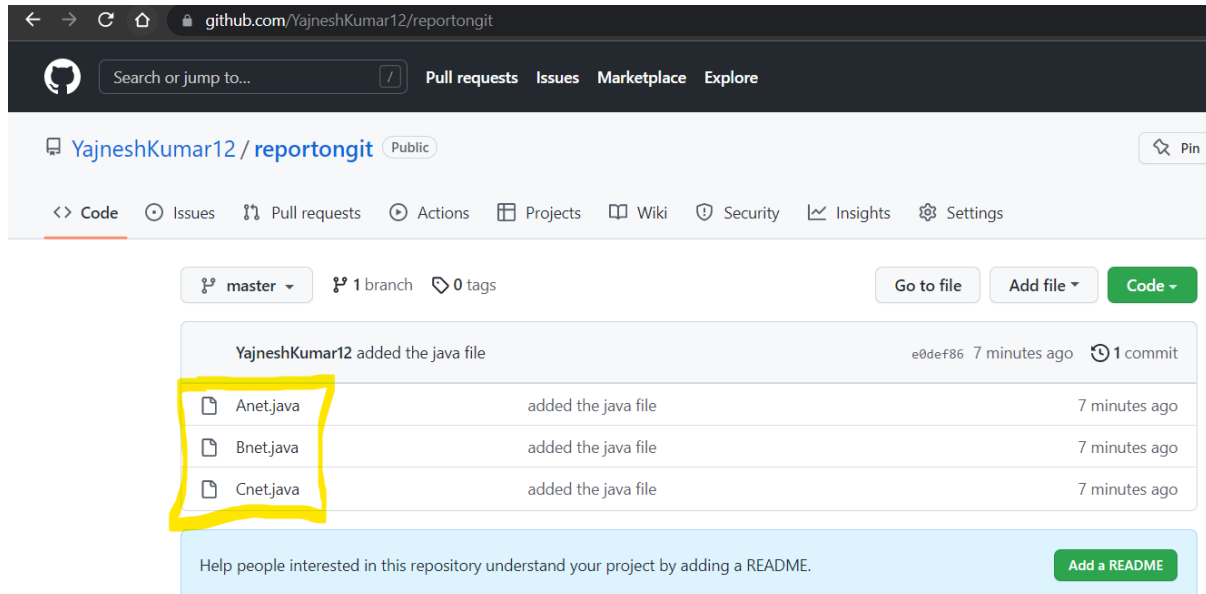 github.com/YajneshKumar12/reportongit
Search or jump to... /
Pull requests Issues Marketplace Explore
YajneshKumar12 / reportongit Public
Pin
Code Issues Pull requests Actions Projects Wiki Security Insights Settings
master 1 branch 0 tags Go to file Add file Code
YajneshKumar12 added the java file e0def86 7 minutes ago 1 commit
Anet.java added the java file 7 minutes ago
Bnet.java added the java file 7 minutes ago
Cnet.java added the java file 7 minutes ago
Help people interested in this repository understand your project by adding a README. Add a README